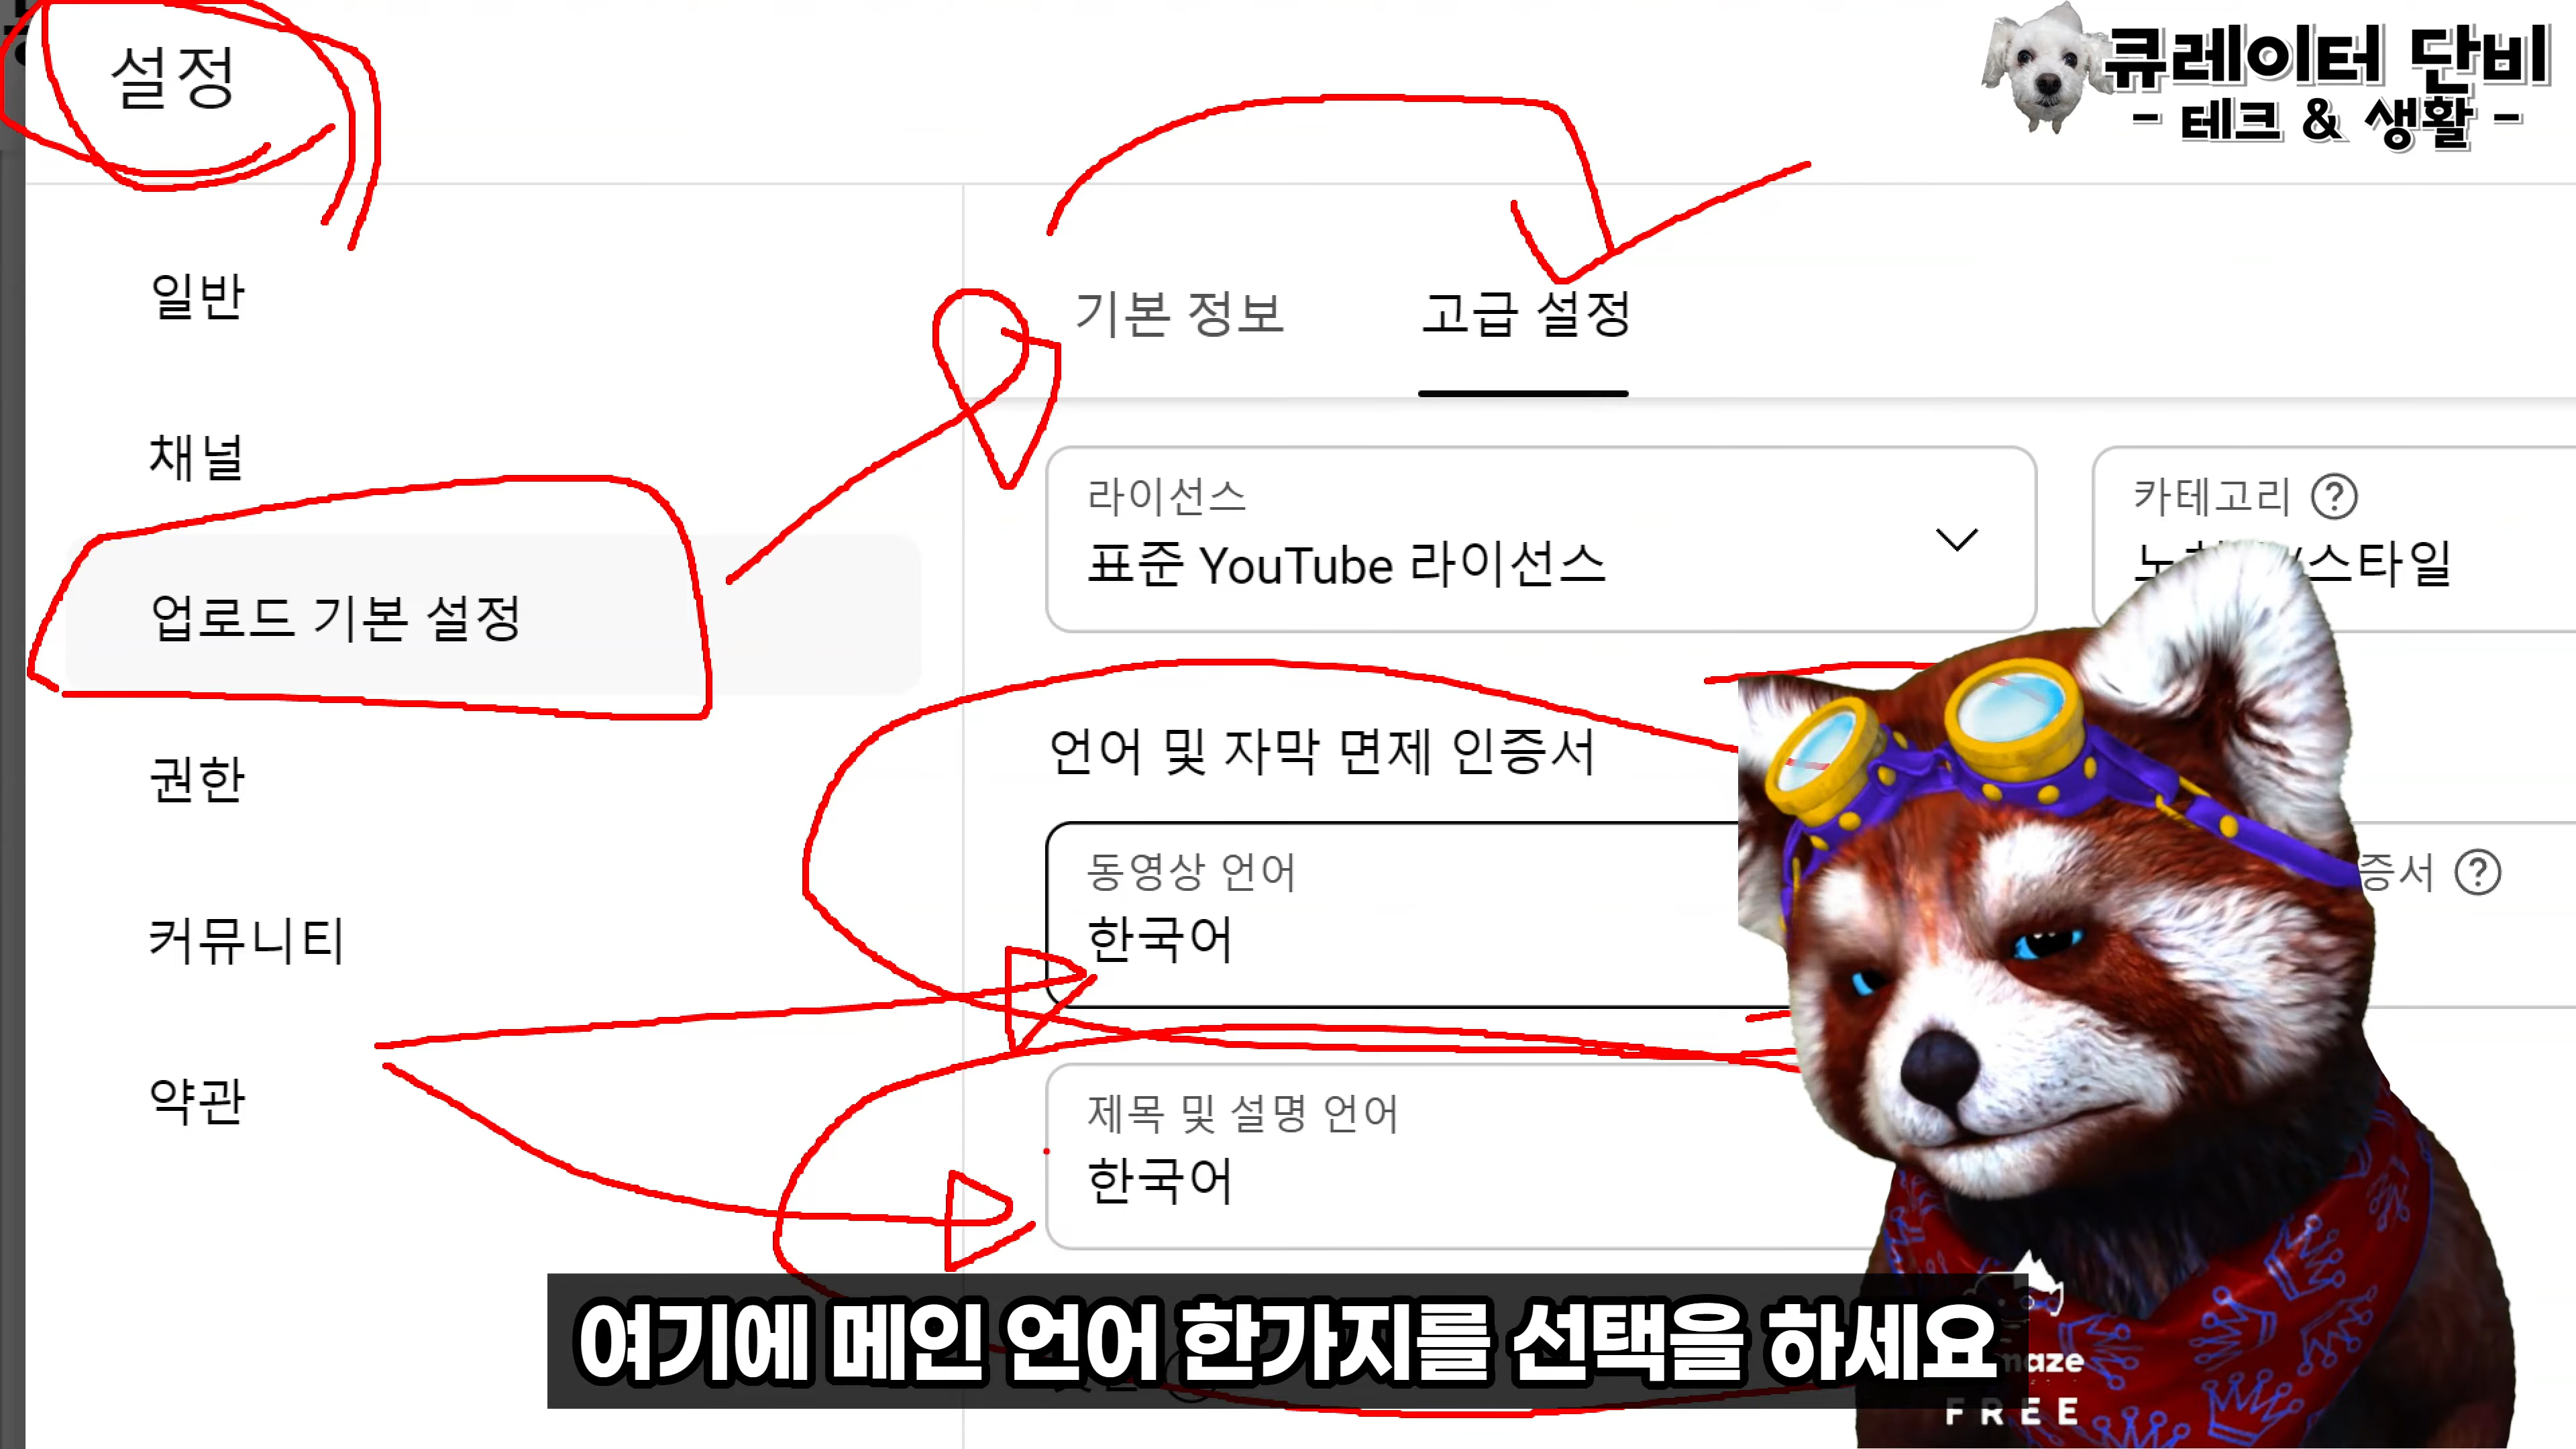 설정
큐레이터 단비
- 테크 & 생활 -
일반
채널
업로드 기본 설정
권한
커뮤니티
약관
기본 정보
고급 설정
라이선스
표준 YouTube 라이선스
카테고리 ?
스타일
언어 및 자막 면제 인증서
동영상 언어
한국어
증서 ?
제목 및 설명 언어
한국어
여기에 메인 언어 한가지를 선택을 하세요
maze
FREE